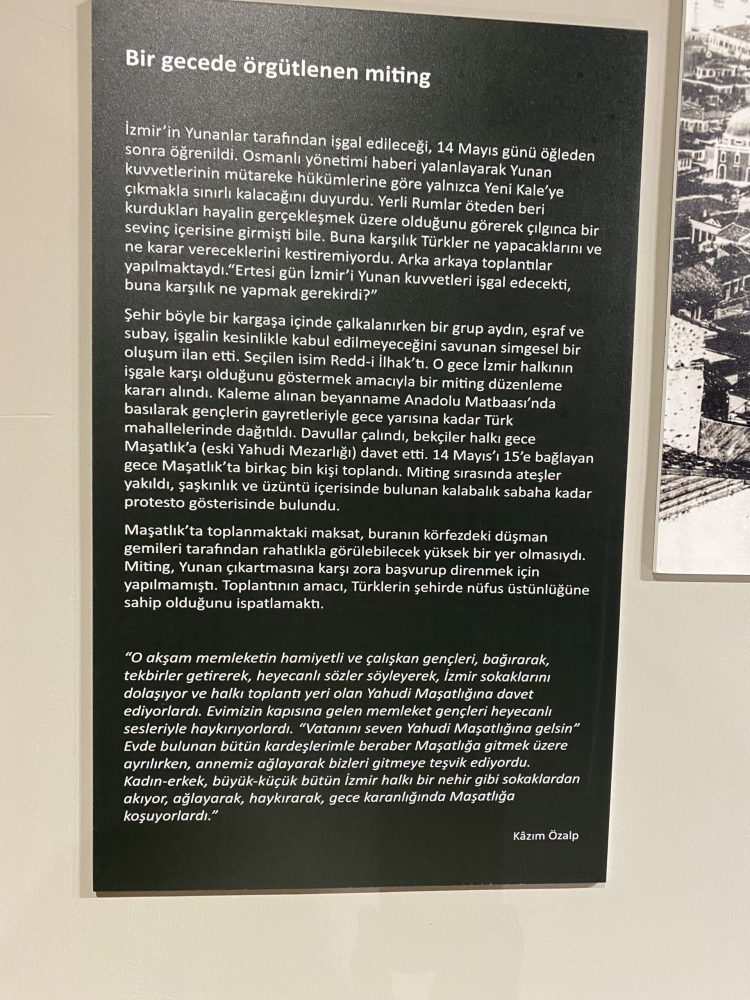 Bir gecede örgütlenen miting
İzmir’in Yunanlar tarafından işgal edileceği, 14 Mayıs günü öğleden
sonra öğrenildi. Osmanlı yönetimi haberi yalanlayarak Yunan
kuvvetlerinin mütareke hükümlerine göre yalnızca Yeni Kale’ye
çıkmakla sınırlı kalacağını duyurdu. Yerli Rumlar öteden beri
kurdukları hayalin gerçekleşmek üzere olduğunu görerek çılgınca bir
sevinç içerisine girmişti bile. Buna karşılık Türkler ne yapacaklarını ve
ne karar vereceklerini kestiremiyordu. Arka arkaya toplantılar
yapılmaktaydı.“Ertesi gün İzmir’i Yunan kuvvetleri işgal edecekti,
buna karşılık ne yapmak gerekirdi?”
Şehir böyle bir kargaşa içinde çalkalanırken bir grup aydın, eşraf ve
subay, işgalin kesinlikle kabul edilmeyeceğini savunan simgesel bir
oluşum ilan etti. Seçilen isim Redd-i İlhak’tı. O gece İzmir halkının
işgale karşı olduğunu göstermek amacıyla bir miting düzenleme
kararı alındı. Kaleme alınan beyanname Anadolu Matbaası’nda
basılarak gençlerin gayretleriyle gece yarısına kadar Türk
mahallelerinde dağıtıldı. Davullar çalındı, bekçiler halkı gece
Maşatlık’a (eski Yahudi Mezarlığı) davet etti. 14 Mayıs’ı 15’e bağlayan
gece Maşatlık’ta birkaç bin kişi toplandı. Miting sırasında ateşler
yakıldı, şaşkınlık ve üzüntü içerisinde bulunan kalabalık sabaha kadar
protesto gösterisinde bulundu.
Maşatlık’ta toplanmaktaki maksat, buranın körfezdeki düşman
gemileri tarafından rahatlıkla görülebilecek yüksek bir yer olmasıydı.
Miting, Yunan çıkartmasına karşı zora başvurup direnmek için
yapılmamıştı. Toplantının amacı, Türklerin şehirde nüfus üstünlüğüne
sahip olduğunu ispatlamaktı.
“O akşam memleketin hamiyetli ve çalışkan gençleri, bağırarak,
tekbirler getirerek, heyecanlı sözler söyleyerek, İzmir sokaklarını
dolaşıyor ve halkı toplantı yeri olan Yahudi Maşatlığına davet
ediyorlardı. Evimizin kapısına gelen memleket gençleri heyecanlı
sesleriyle haykırıyorlardı. “Vatanını seven Yahudi Maşatlığına gelsin”
Evde bulunan bütün kardeşlerimle beraber Maşatlığa gitmek üzere
ayrılırken, annemiz ağlayarak bizleri gitmeye teşvik ediyordu.
Kadın-erkek, büyük-küçük bütün İzmir halkı bir nehir gibi sokaklardan
akıyor, ağlayarak, haykırarak, gece karanlığında Maşatlığa
koşuyorlardı.”
Kâzım Özalp